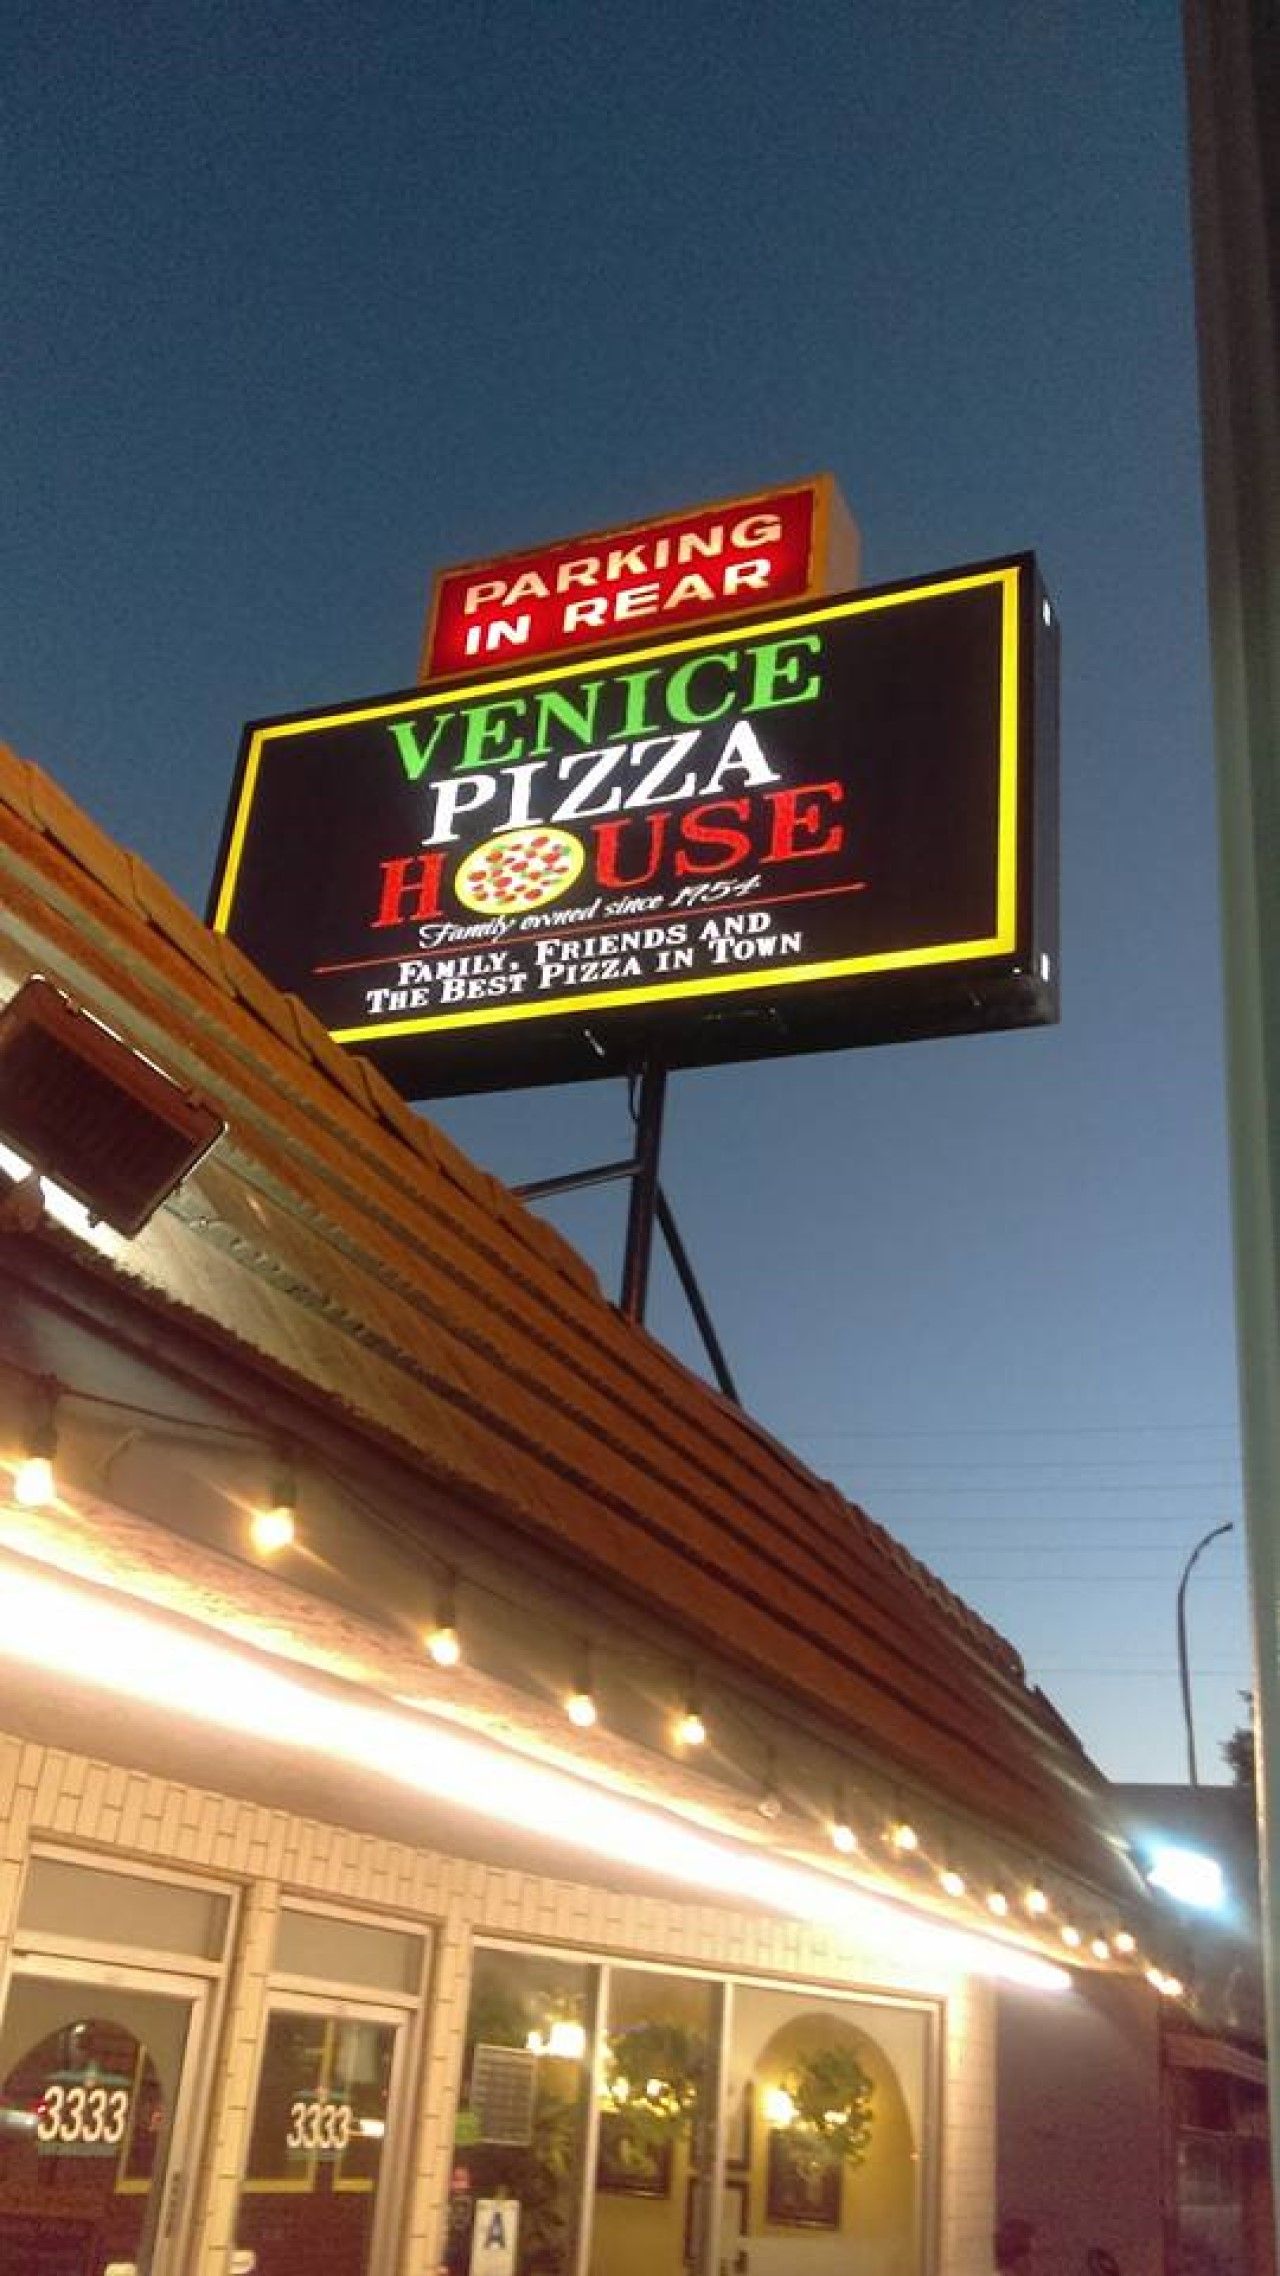 PARKING
IN REAR
VENICE
PIZZA
HOUSE
Family owned since 1954
FAMILY, FRIENDS AND
THE BEST PIZZA IN TOWN
3333
3333
A